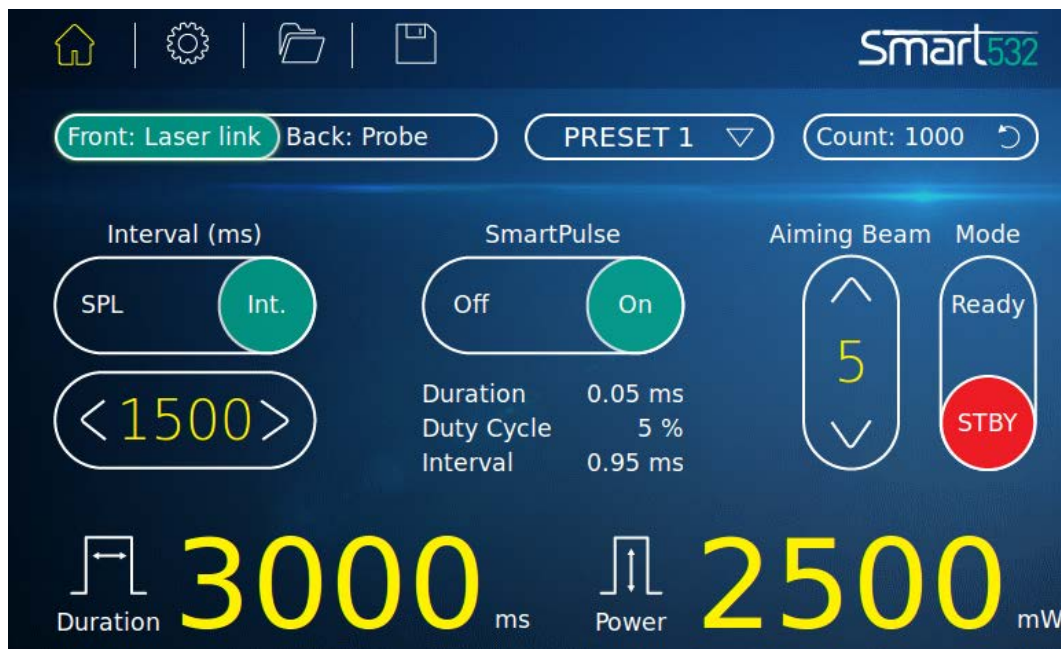 Smart532
Front: Laser link Back: Probe PRESET 1 Count: 1000
Interval (ms) SmartPulse Aiming Beam Mode
SPL Int. Off On Ready
5
< 1500 > Duration 0.05 ms
Duty Cycle 5 % STBY
Interval 0.95 ms
Duration 3000 ms Power 2500 mW